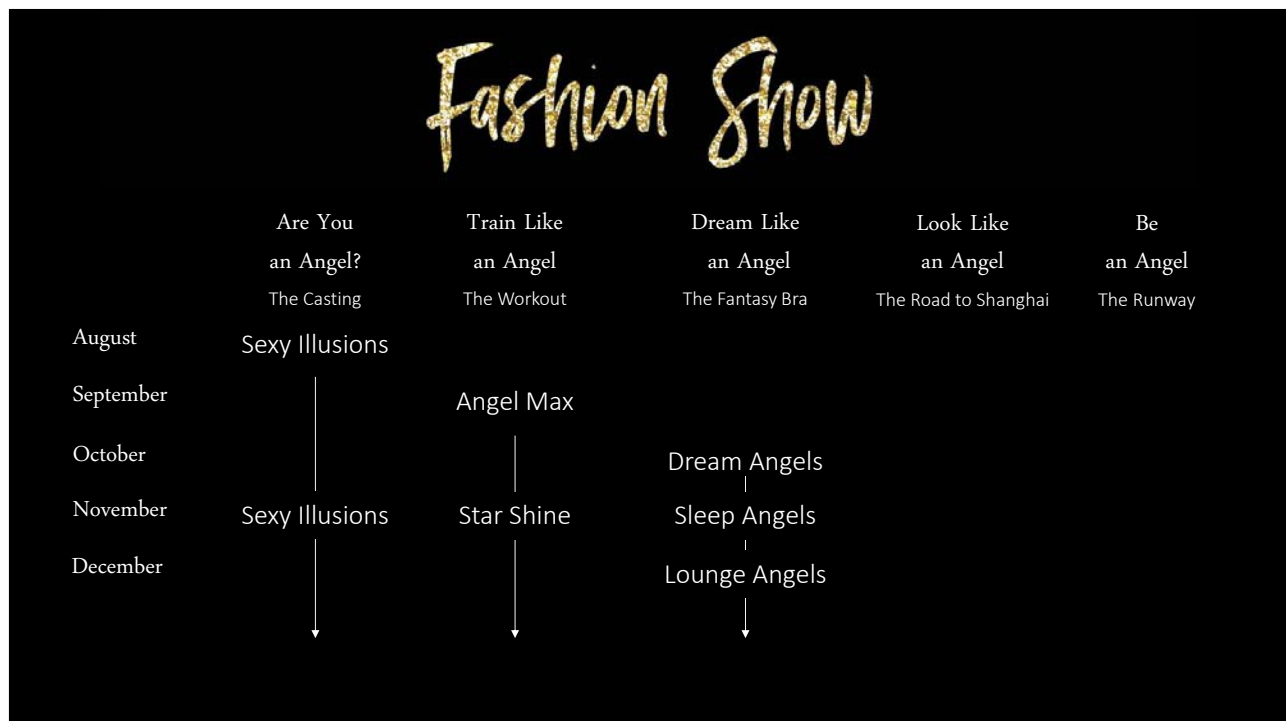 Fashion Show
Are You Train Like Dream Like Look Like Be
an Angel? an Angel an Angel an Angel an Angel
The Casting The Workout The Fantasy Bra The Road to Shanghai The Runway
August Sexy Illusions
September Angel Max
October Dream Angels
November Sexy Illusions Star Shine Sleep Angels
December Lounge Angels